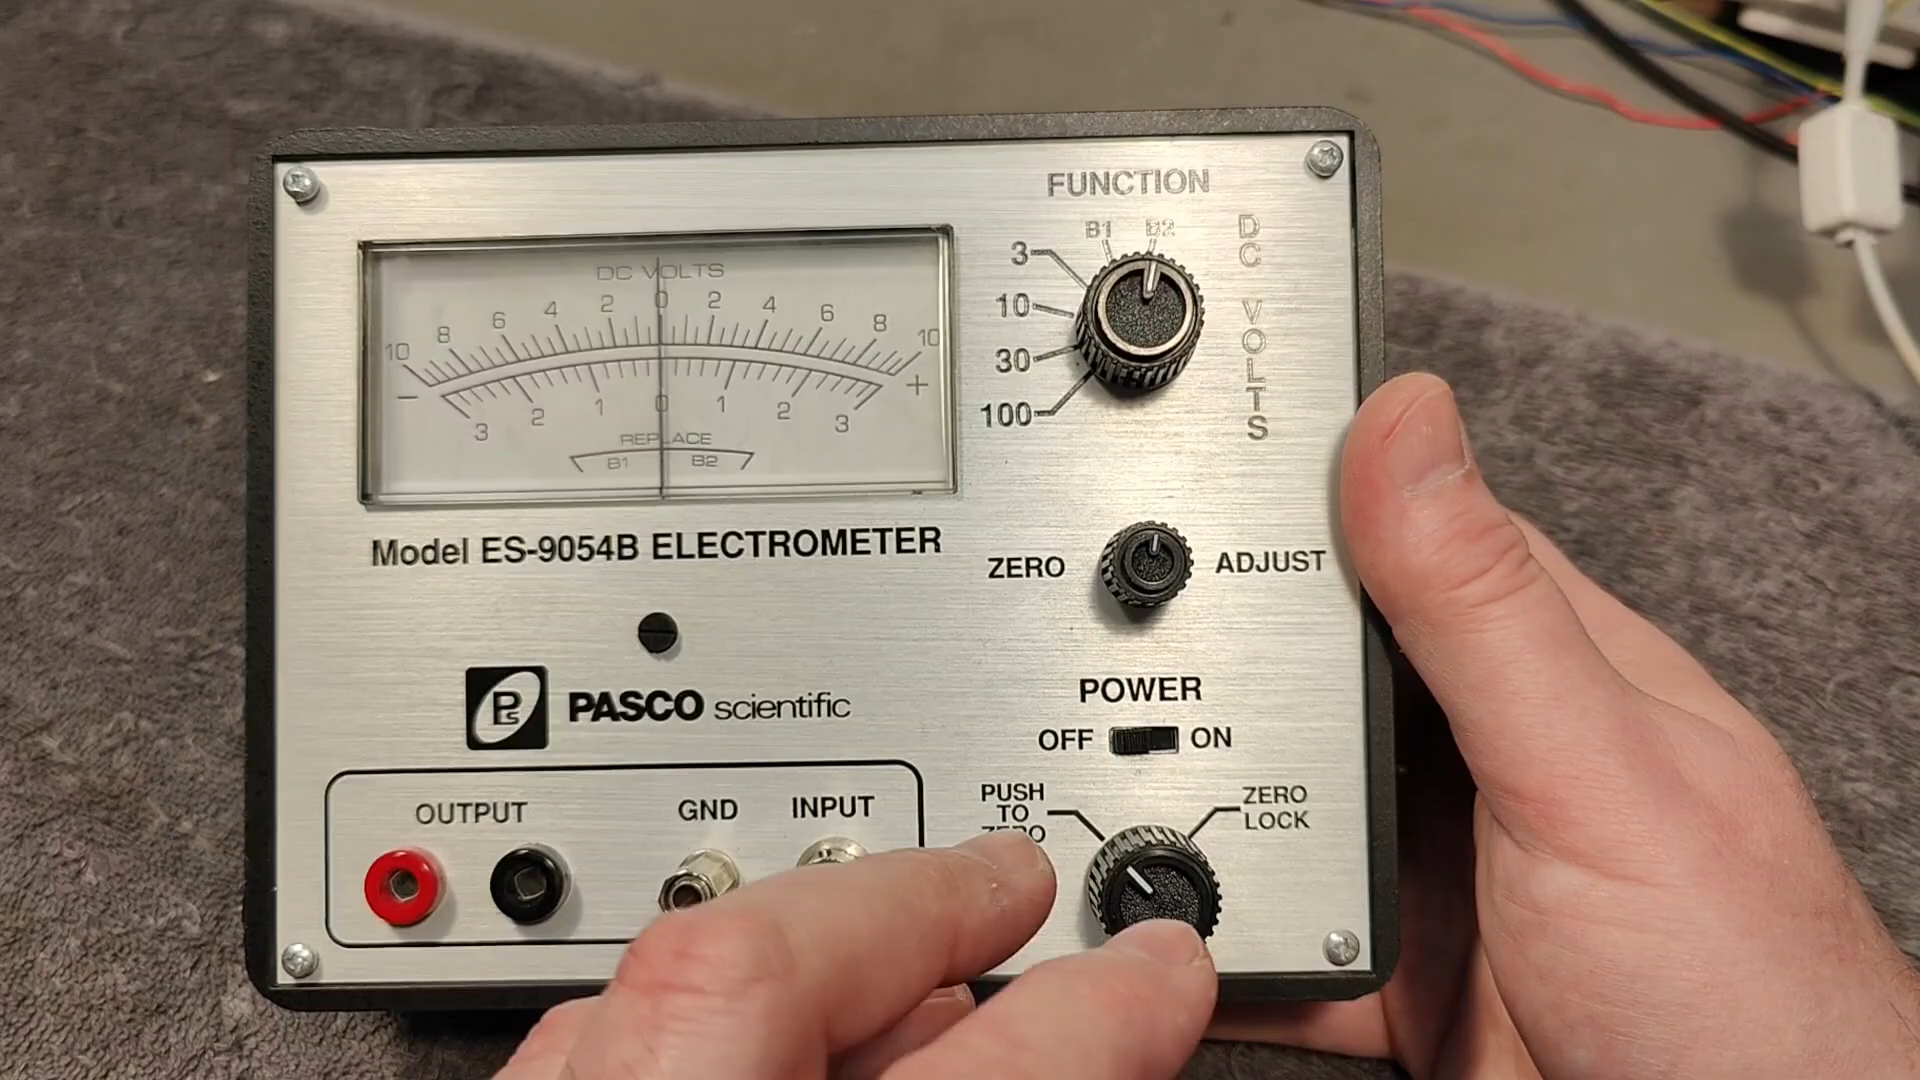 FUNCTION
B1 B2
3
10
30
100
DC VOLTS
DC VOLTS
10 8 6 4 2 0 2 4 6 8 10
− +
3 2 1 0 1 2 3
REPLACE
B1 B2
Model ES-9054B ELECTROMETER
ZERO ADJUST
Ps PASCO scientific
POWER
OFF ON
OUTPUT GND INPUT
PUSH
TO
ZERO
ZERO
LOCK